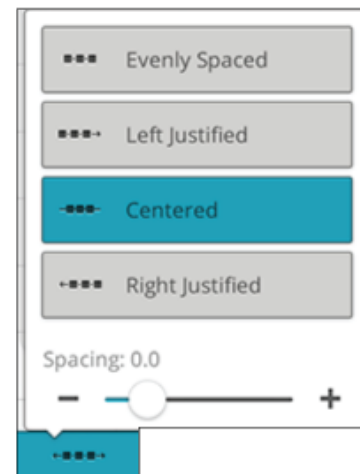 Evenly Spaced
Left Justified
Centered
Right Justified
Spacing: 0.0